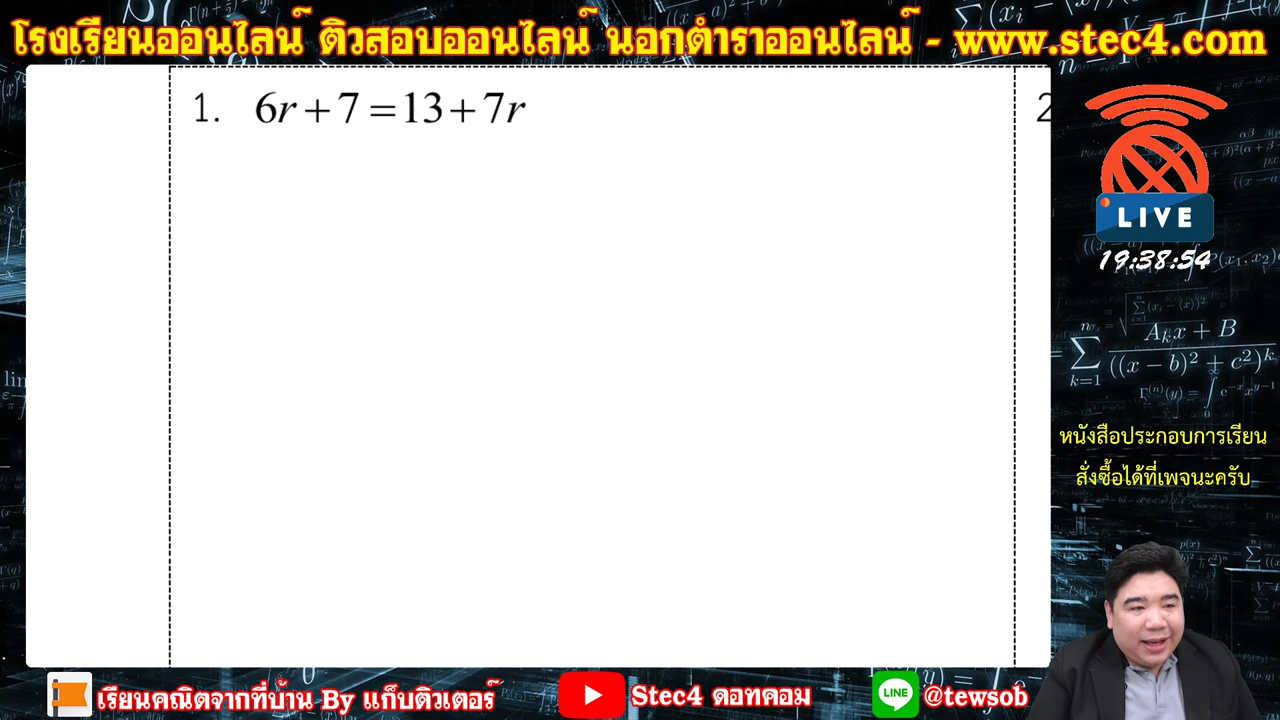 โรงเรียนออนไลน์ ติวสอบออนไลน์ นอกตำราออนไลน์ - www.stec4.com
1. 6r + 7 = 13 + 7r
2
LIVE
19:38:54
A_k x + B
((x − b)² + c²)^k
k=1
หนังสือประกอบการเรียน
สั่งซื้อได้ที่เพจนะครับ
เรียนคณิตจากที่บ้าน By แก็บติวเตอร์
Stec4 ดอทคอม
LINE
@tewsob